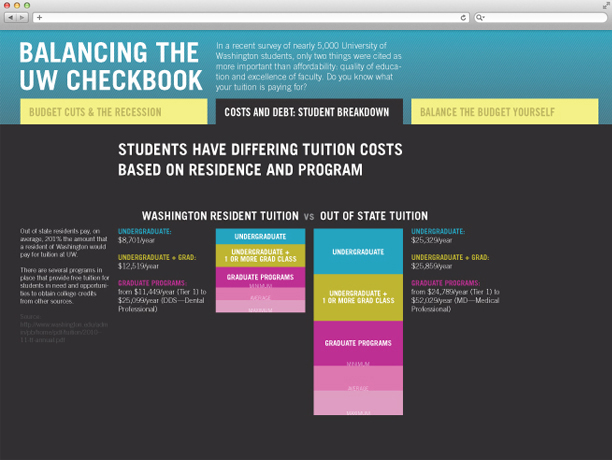 BALANCING THE
UW CHECKBOOK
In a recent survey of nearly 5,000 University of
Washington students, only two things were cited as
more important than affordability: quality of educa-
tion and excellence of faculty. Do you know what
your tuition is paying for?
BUDGET CUTS & THE RECESSION
COSTS AND DEBT: STUDENT BREAKDOWN
BALANCE THE BUDGET YOURSELF
STUDENTS HAVE DIFFERING TUITION COSTS
BASED ON RESIDENCE AND PROGRAM
WASHINGTON RESIDENT TUITION VS OUT OF STATE TUITION
Out of state residents pay, on
average, 201% the amount that
a resident of Washington would
pay for tuition at UW.
There are several programs in
place that provide free tuition for
students in need and opportuni-
ties to obtain college credits
from other sources.
Source:
UNDERGRADUATE:
$8,701/year
UNDERGRADUATE + GRAD:
$12,519/year
GRADUATE PROGRAMS:
from $11,449/year (Tier 1) to
$25,099/year (DDS—Dental
Professional)
UNDERGRADUATE
UNDERGRADUATE +
1 OR MORE GRAD CLASS
GRADUATE PROGRAMS
MINIMUM
AVERAGE
MINIMUM
UNDERGRADUATE
UNDERGRADUATE +
1 OR MORE GRAD CLASS
GRADUATE PROGRAMS
MINIMUM
AVERAGE
MINIMUM
UNDERGRADUATE:
$25,329/year
UNDERGRADUATE + GRAD:
$25,859/year
GRADUATE PROGRAMS:
from $24,789/year (Tier 1) to
$52,029/year (MD—Medical
Professional)